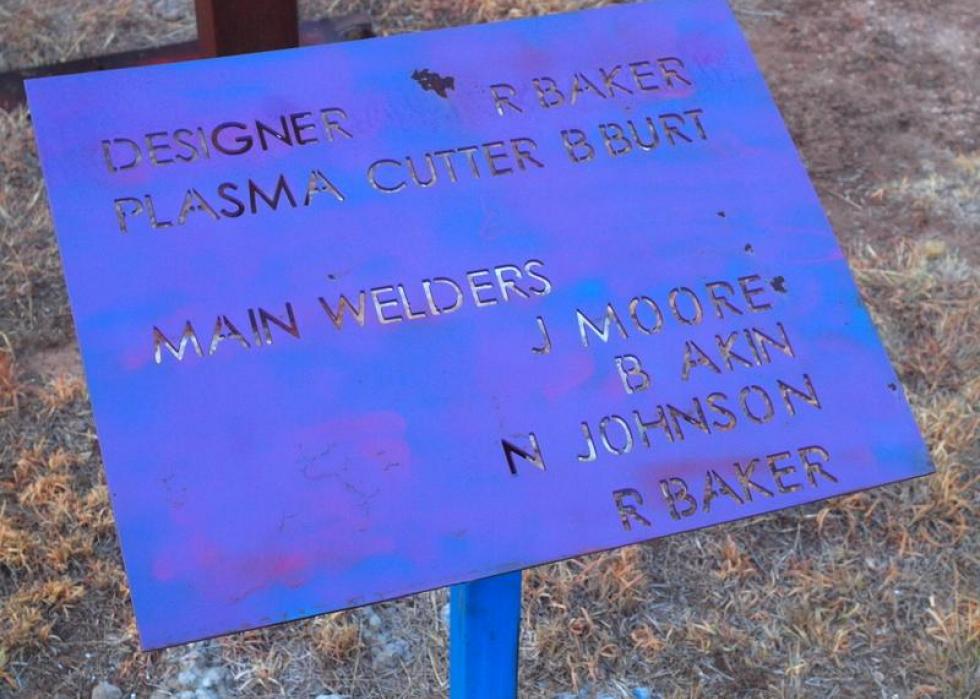 DESIGNER R BAKER
PLASMA CUTTER B BURT
MAIN WELDERS
J MOORE
B AKIN
N JOHNSON
R BAKER